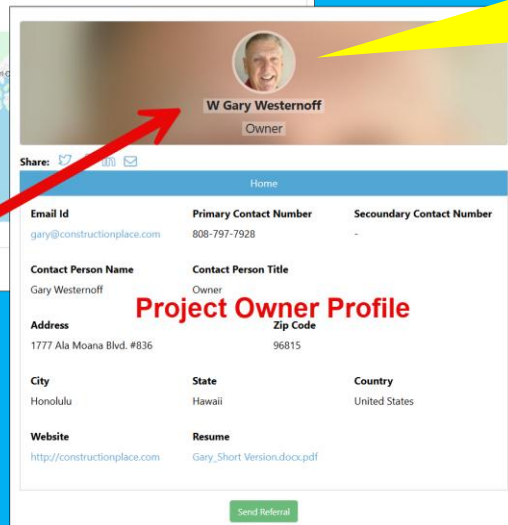 W Gary Westernoff
Owner
Share:
Home
Email Id Primary Contact Number Secoundary Contact Number
gary@constructionplace.com 808-797-7928 -
Contact Person Name Contact Person Title
Gary Westernoff Owner
Project Owner Profile
Address Zip Code
1777 Ala Moana Blvd. #836 96815
City State Country
Honolulu Hawaii United States
Website Resume
http://constructionplace.com Gary_Short Version.docx.pdf
Send Referral